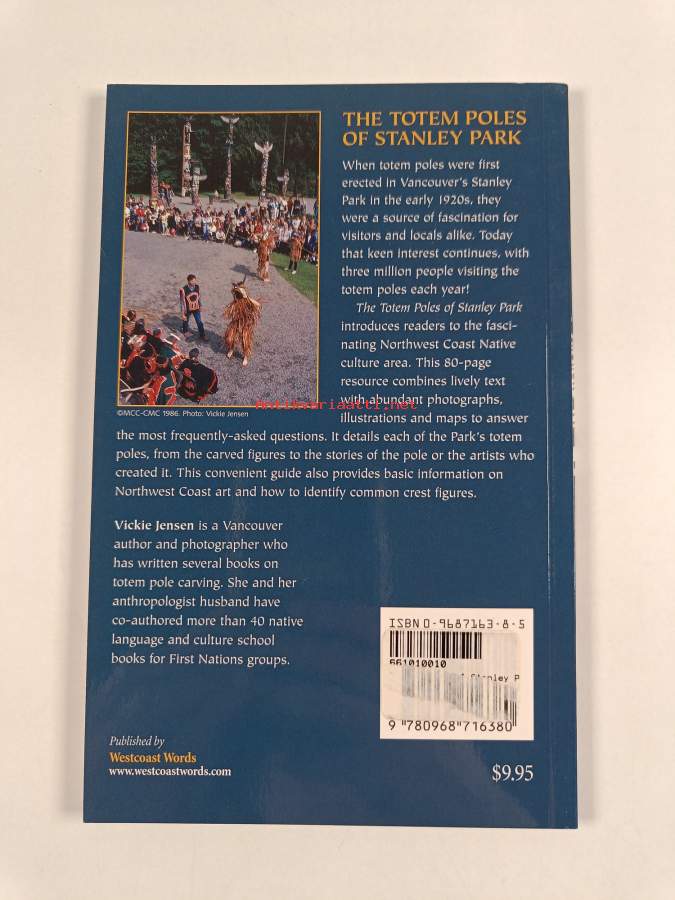 THE TOTEM POLES
OF STANLEY PARK
When totem poles were first
erected in Vancouver's Stanley
Park in the early 1920s, they
were a source of fascination for
visitors and locals alike. Today
that keen interest continues, with
three million people visiting the
totem poles each year!
The Totem Poles of Stanley Park
introduces readers to the fasci-
nating Northwest Coast Native
culture area. This 80-page
resource combines lively text
with abundant photographs,
illustrations and maps to answer
the most frequently-asked questions. It details each of the Park's totem
poles, from the carved figures to the stories of the pole or the artists who
created it. This convenient guide also provides basic information on
Northwest Coast art and how to identify common crest figures.
©MCC-CMC 1986. Photo: Vickie Jensen
Antikvariaatti.net
Vickie Jensen is a Vancouver
author and photographer who
has written several books on
totem pole carving. She and her
anthropologist husband have
co-authored more than 40 native
language and culture school
books for First Nations groups.
ISBN 0-9687163-8-5
661010010
Stanley P
9 780968 716380
Published by
Westcoast Words
www.westcoastwords.com
$9.95